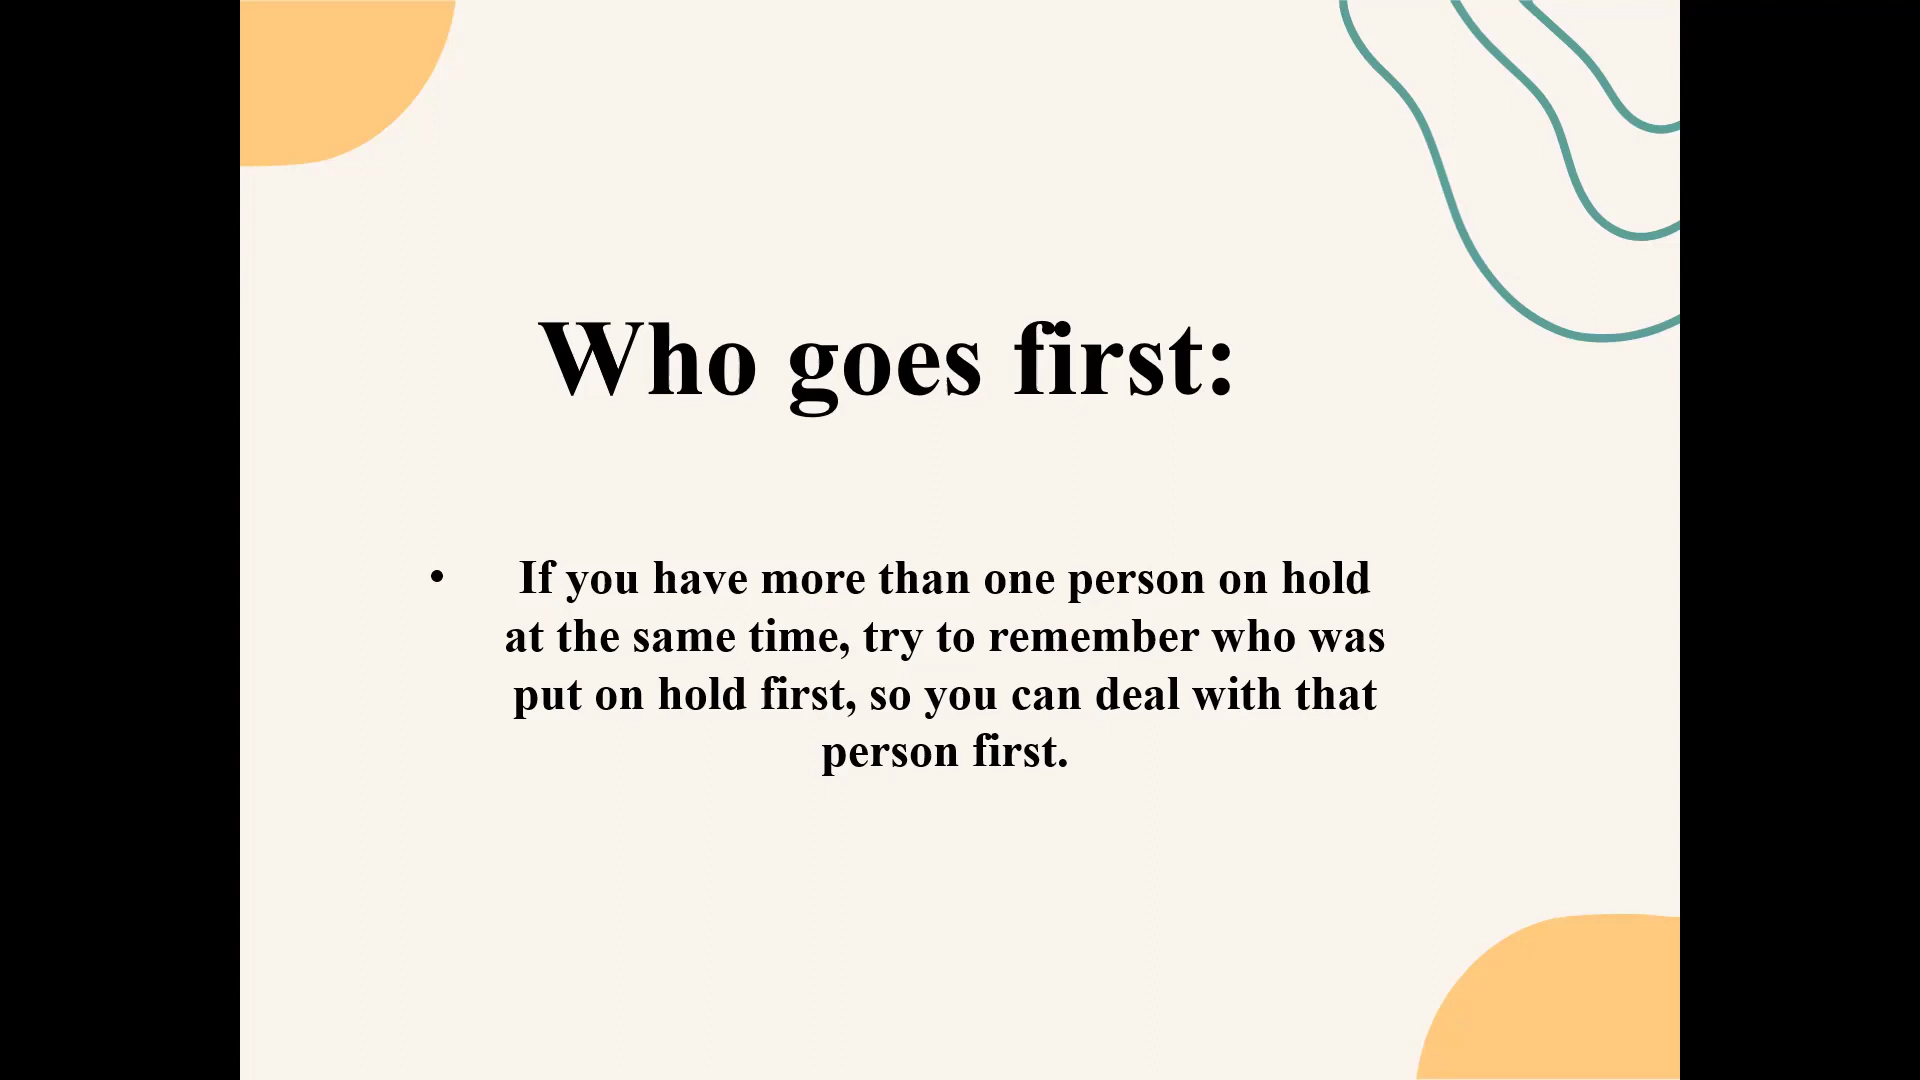 Who goes first:
• If you have more than one person on hold
at the same time, try to remember who was
put on hold first, so you can deal with that
person first.